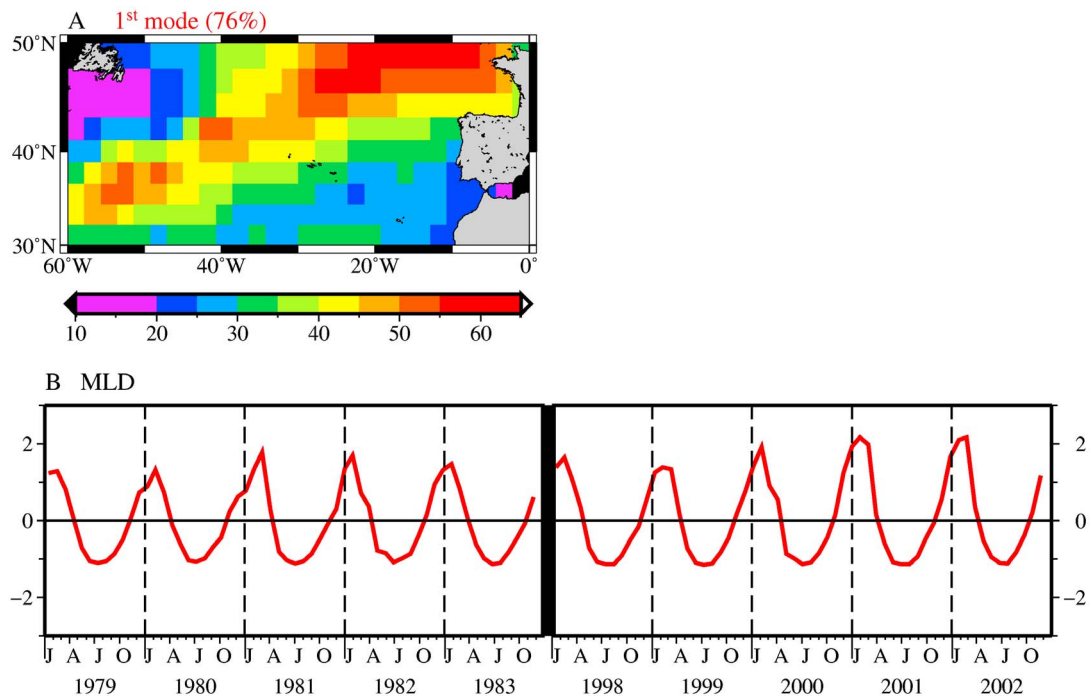 A 1st mode (76%)
50°N
40°N
30°N
60°W 40°W 20°W 0°
10 20 30 40 50 60
B MLD
2 2
0 0
−2 −2
J A J O J A J O J A J O J A J O J A J O J A J O J A J O J A J O J A J O J A J O
1979 1980 1981 1982 1983 1998 1999 2000 2001 2002